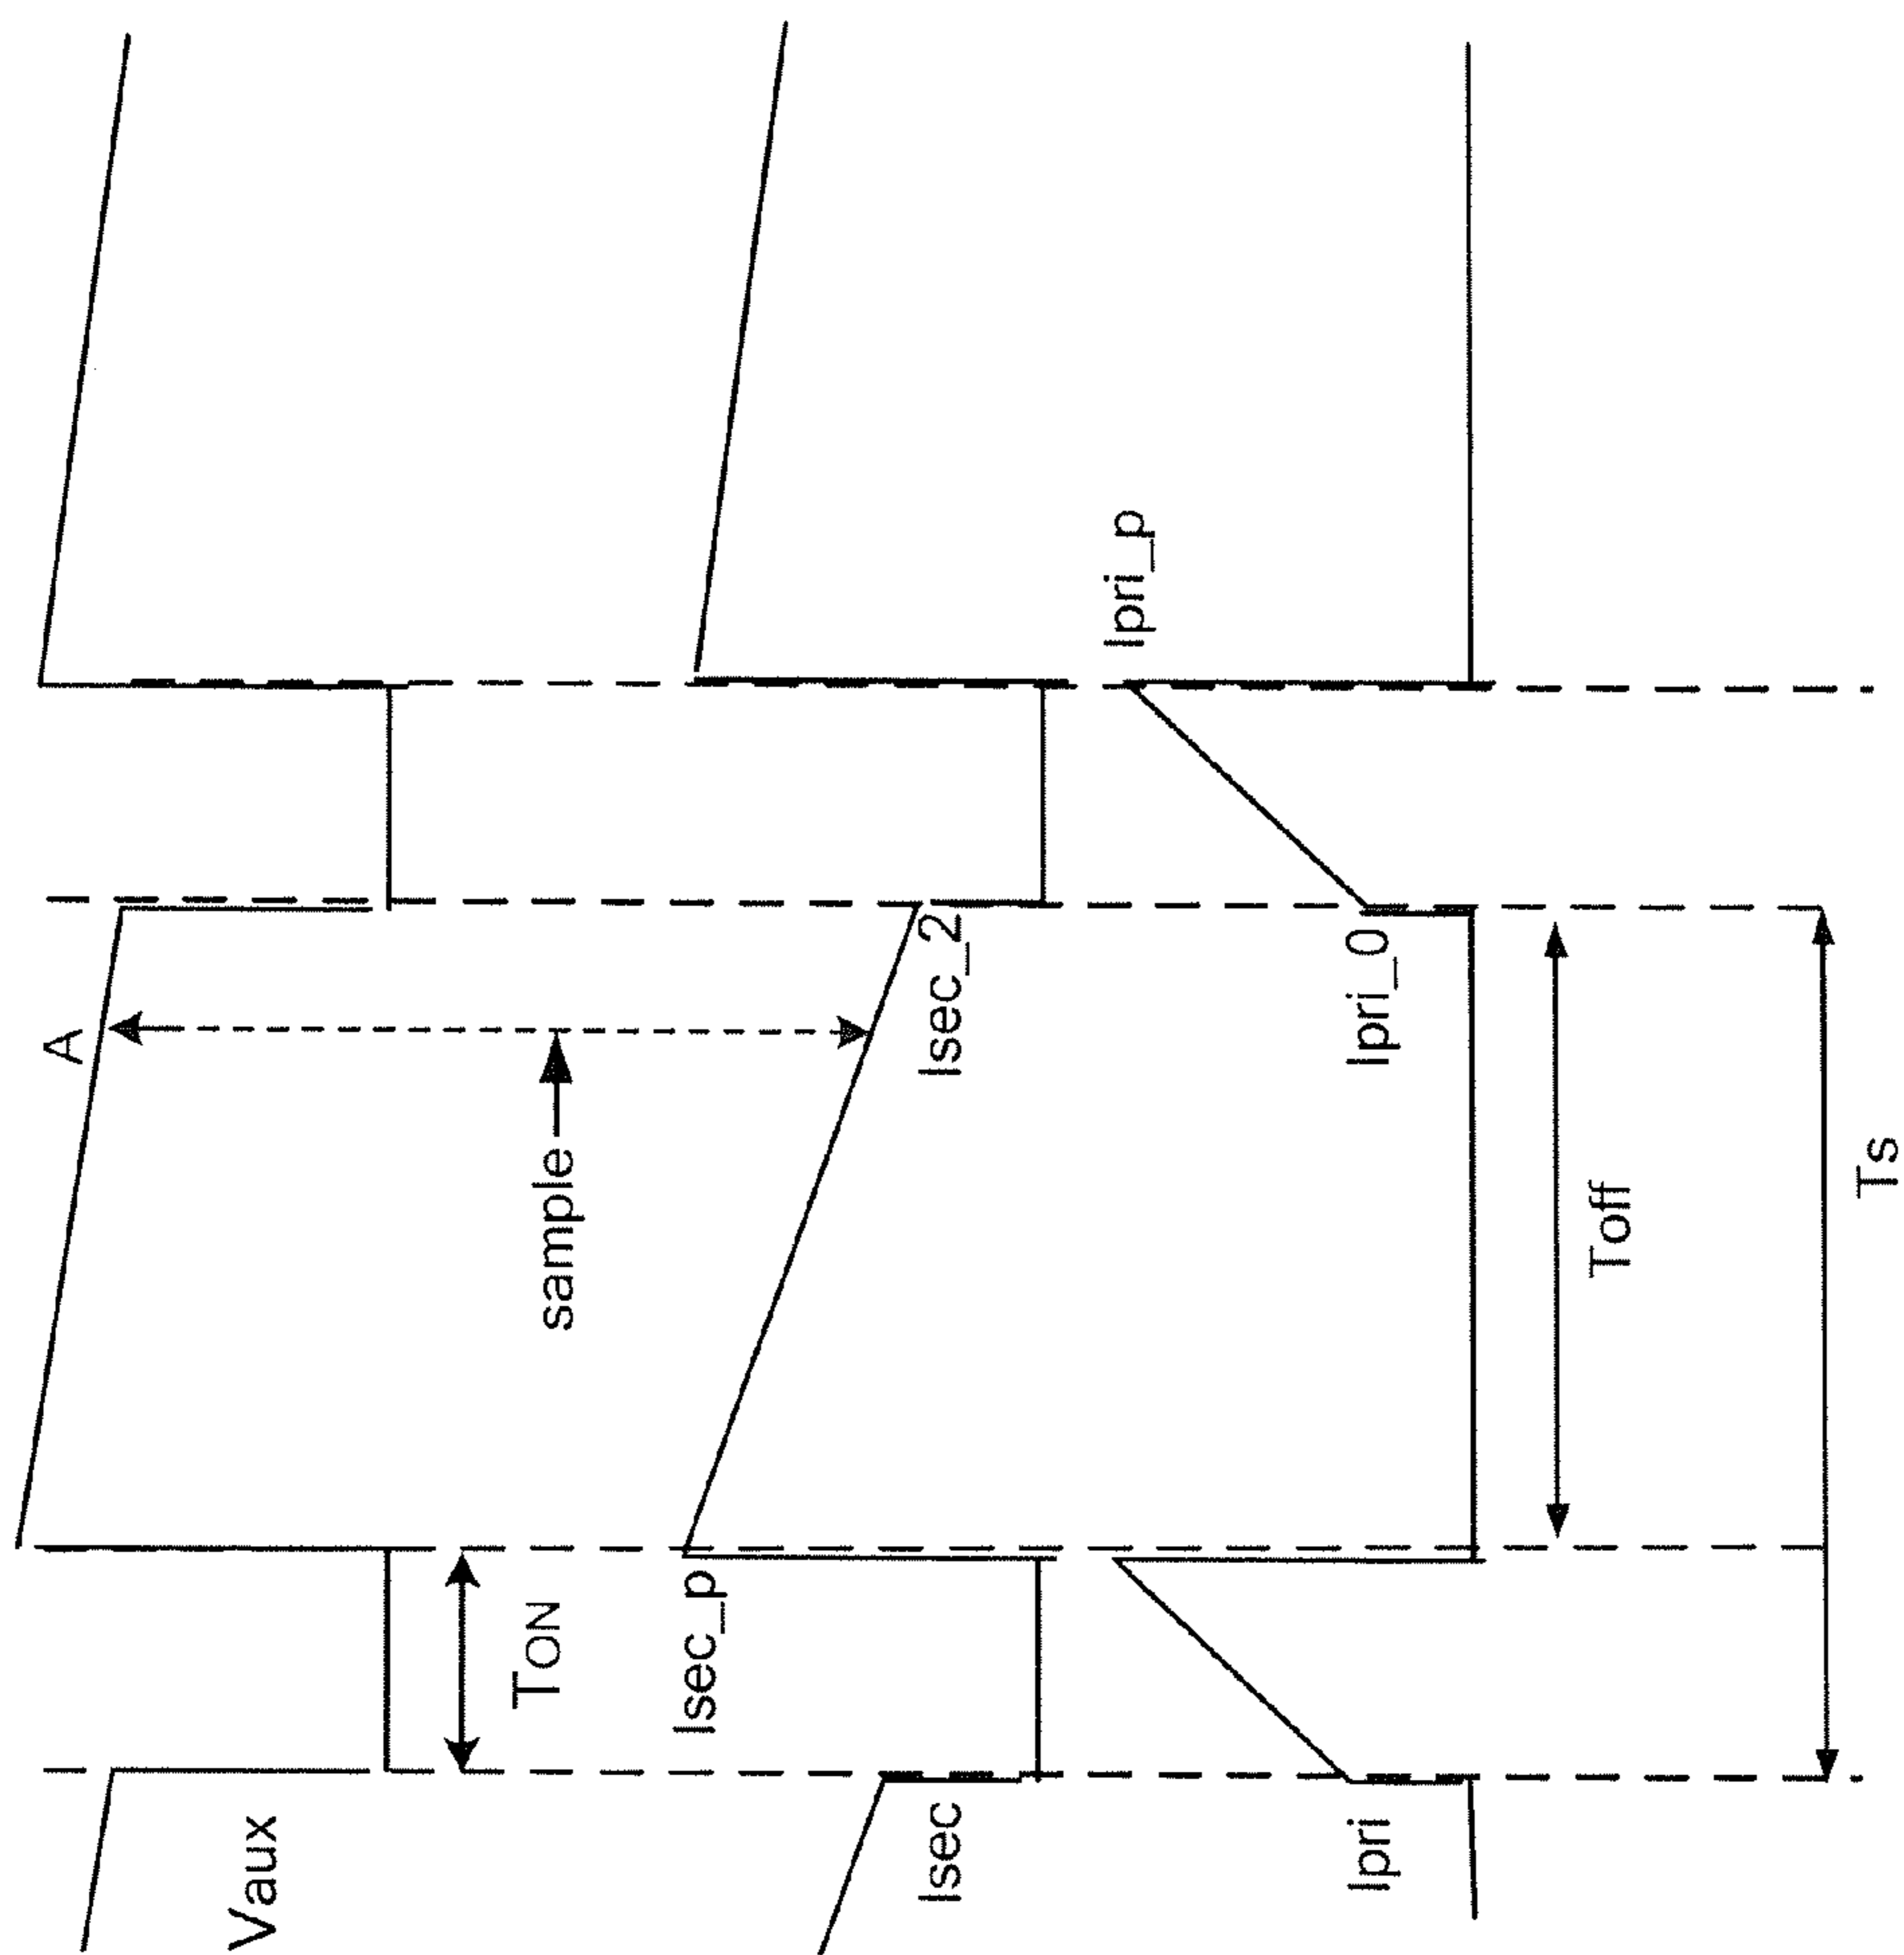 Vaux
A
sample
TON
Isec
Isec_p
Isec_2
Ipri
Ipri_0
Ipri_p
Toff
Ts